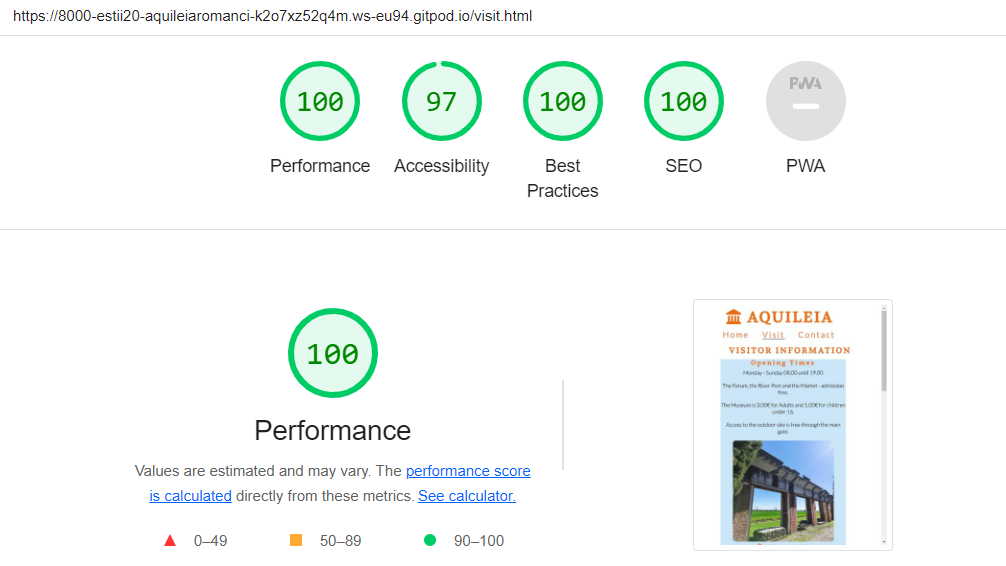 https://8000-estii20-aquileiaromanci-k2o7xz52q4m.ws-eu94.gitpod.io/visit.html
100 97 100 100 PWA
Performance Accessibility Best Practices SEO PWA
100
Performance
Values are estimated and may vary. The performance score
is calculated directly from these metrics. See calculator.
0–49 50–89 90–100
AQUILEIA
Home Visit Contact
VISITOR INFORMATION
Opening Times
Monday - Sunday 08.00 until 19.00
The Forum, the River Port and the Market - admission
free.
The Museum is 3.00€ for Adults and 1.00€ for children
under 16.
Access to the outdoor site is free through the main
gate.